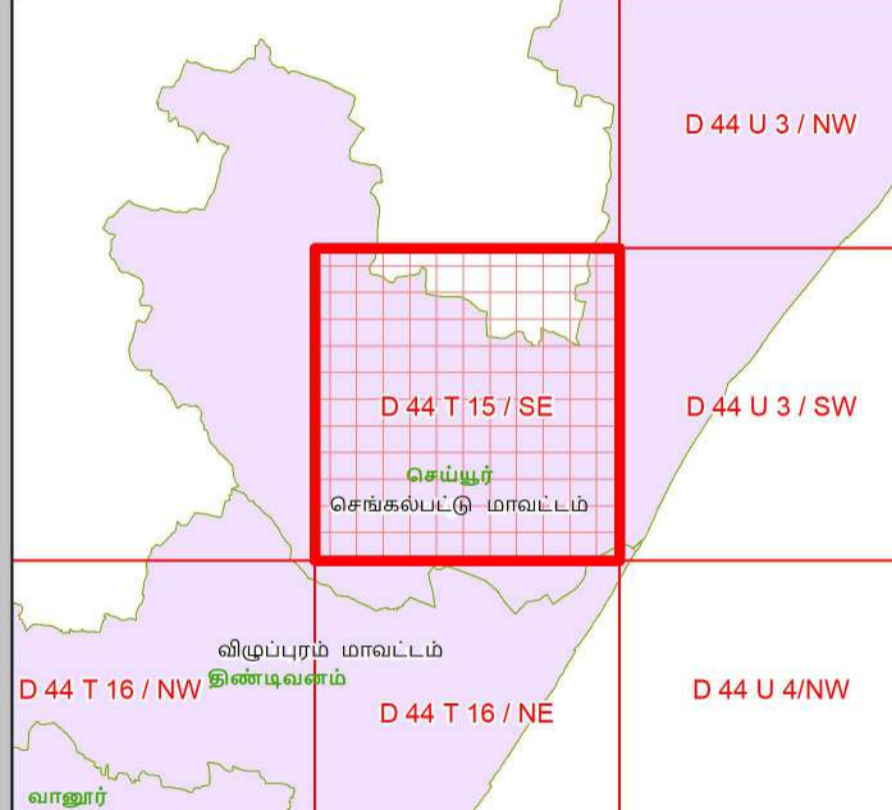 D 44 U 3 / NW
D 44 T 15 / SE
D 44 U 3 / SW
செய்யூர்
செங்கல்பட்டு மாவட்டம்
விழுப்புரம் மாவட்டம்
திண்டிவனம்
D 44 T 16 / NW
D 44 U 4/NW
D 44 T 16 / NE
வானூர்